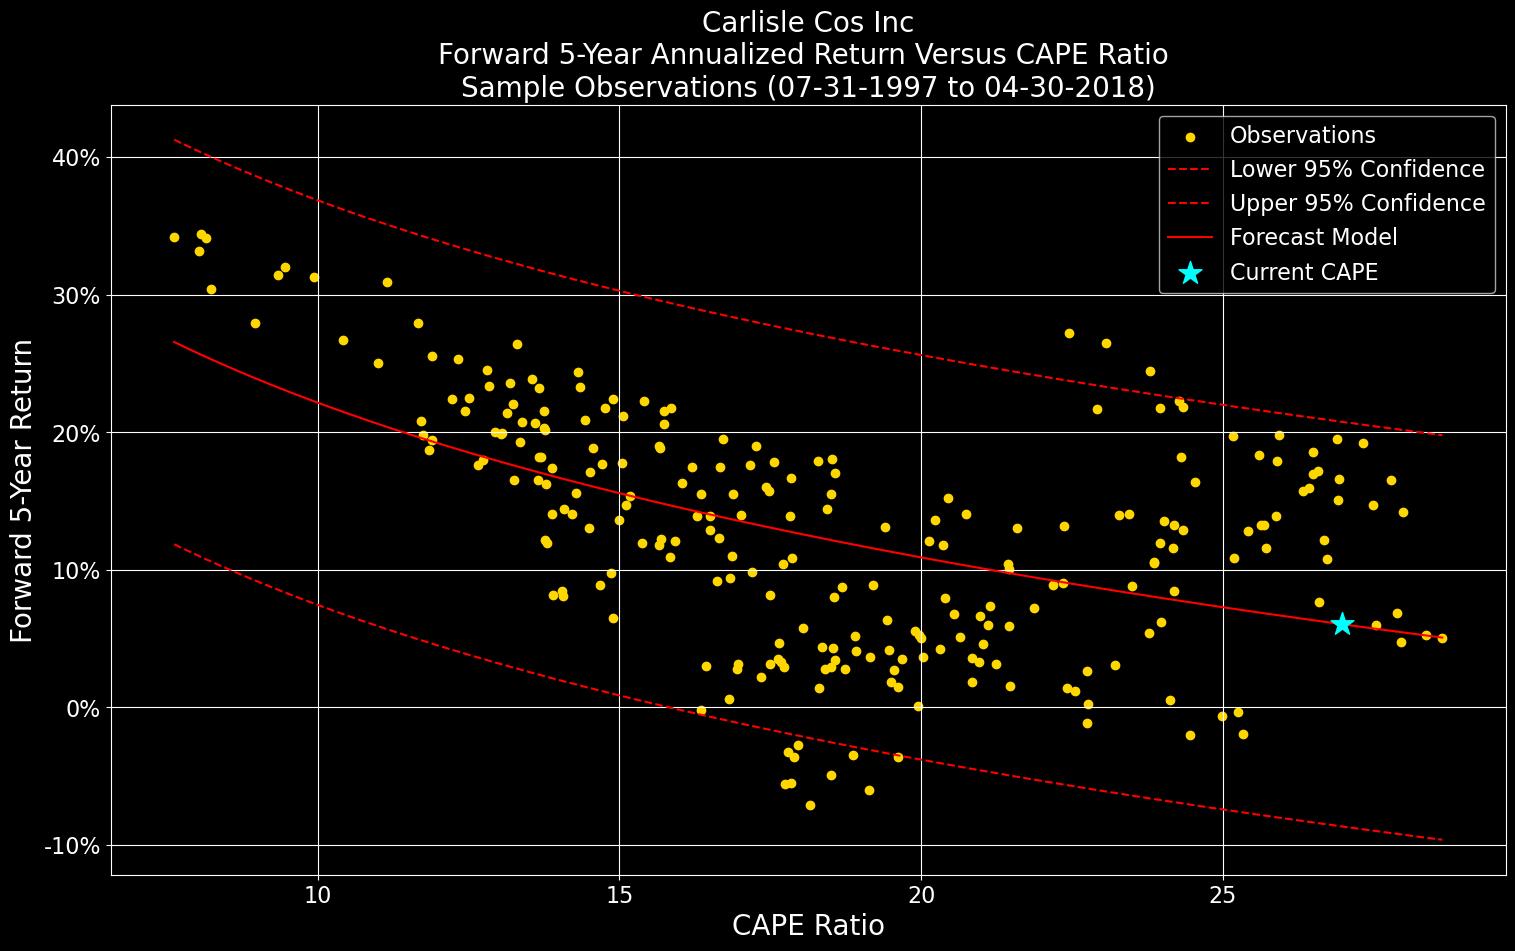 Carlisle Cos Inc
Forward 5-Year Annualized Return Versus CAPE Ratio
Sample Observations (07-31-1997 to 04-30-2018)
Observations
Lower 95% Confidence
Upper 95% Confidence
Forecast Model
Current CAPE
Forward 5-Year Return
40%
30%
20%
10%
0%
-10%
10
15
20
25
CAPE Ratio